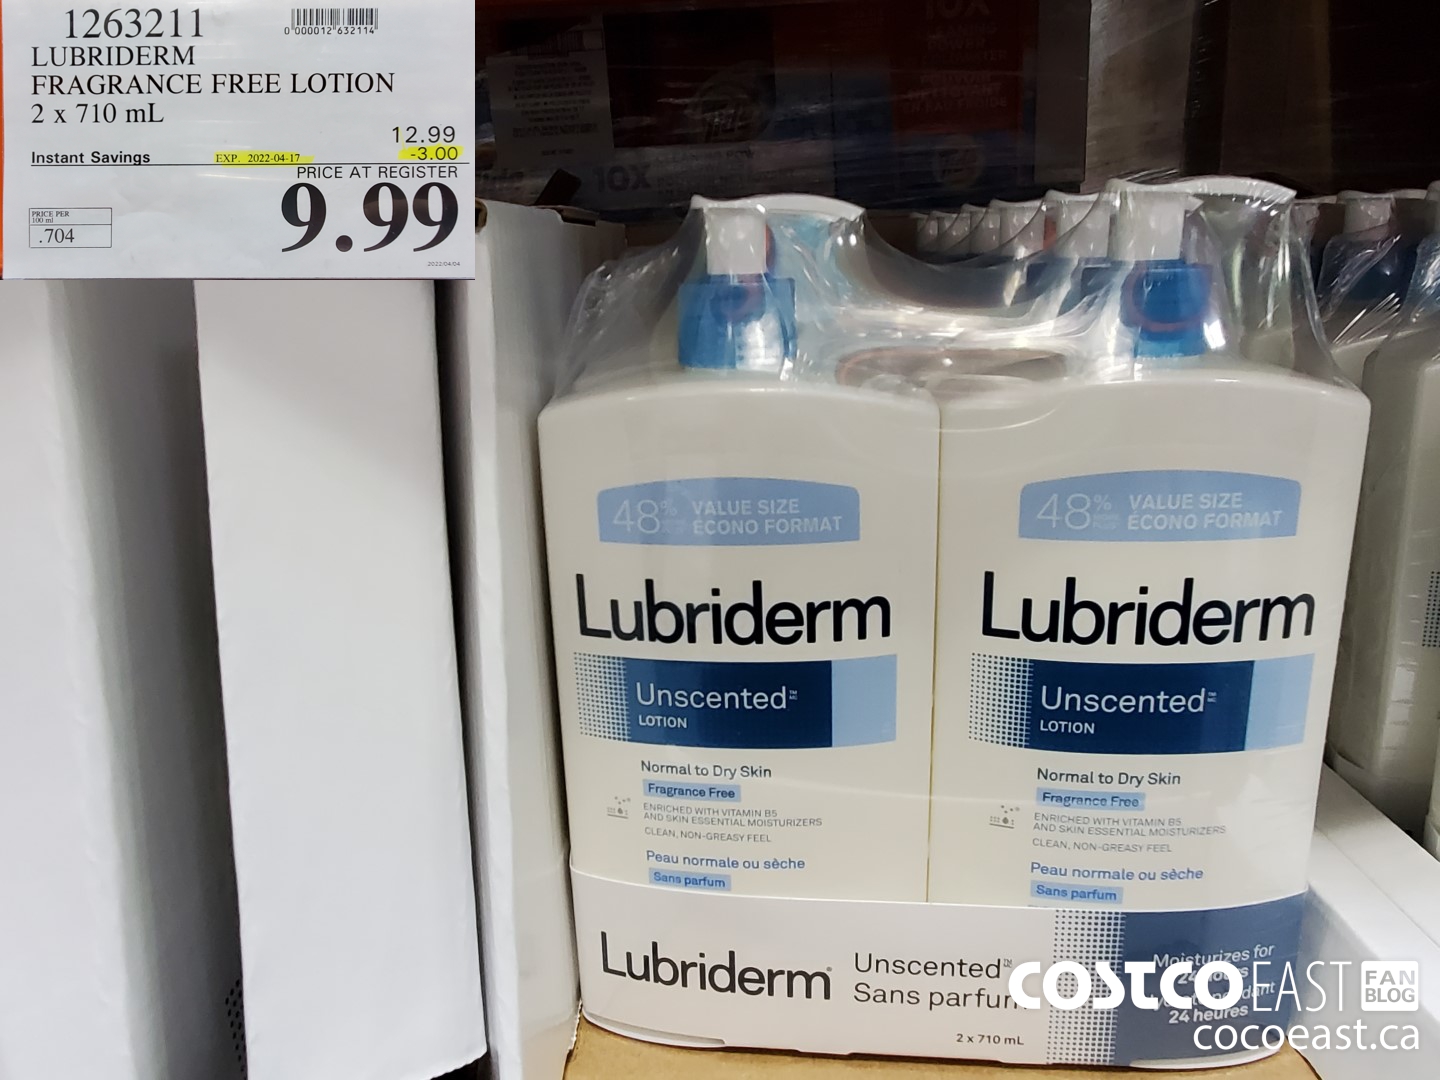 1263211
0 000012 632114
LUBRIDERM
FRAGRANCE FREE LOTION
2 x 710 mL
12.99
Instant Savings EXP. 2022-04-17 -3.00
PRICE AT REGISTER
9.99
PRICE PER
100 ml
.704
2022/04/04
48% VALUE SIZE
ÉCONO FORMAT
Lubriderm
Unscented™ MC
LOTION
Normal to Dry Skin
Fragrance Free
ENRICHED WITH VITAMIN B5
AND SKIN ESSENTIAL MOISTURIZERS
CLEAN, NON-GREASY FEEL
Peau normale ou sèche
Sans parfum
48% VALUE SIZE
ÉCONO FORMAT
Lubriderm
Unscented™ MC
LOTION
Normal to Dry Skin
Fragrance Free
ENRICHED WITH VITAMIN B5
AND SKIN ESSENTIAL MOISTURIZERS
CLEAN, NON-GREASY FEEL
Peau normale ou sèche
Sans parfum
Lubriderm®
Unscented
Sans parfum
2 x 710 mL
Moisturizes for
24 heures
COSTCO EAST FAN BLOG
cocoeast.ca